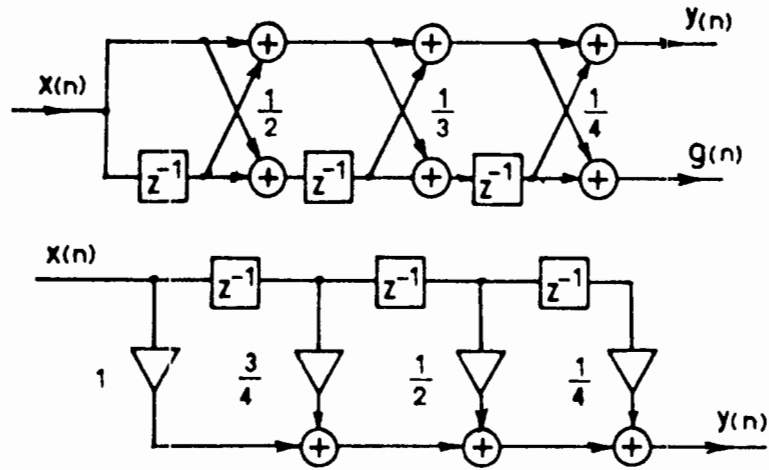 y(n)
x(n)
1/2
1/3
1/4
+ + +
z⁻¹ z⁻¹ z⁻¹
+ + +
g(n)
x(n)
z⁻¹ z⁻¹ z⁻¹
1
3/4
1/2
1/4
+ + +
y(n)